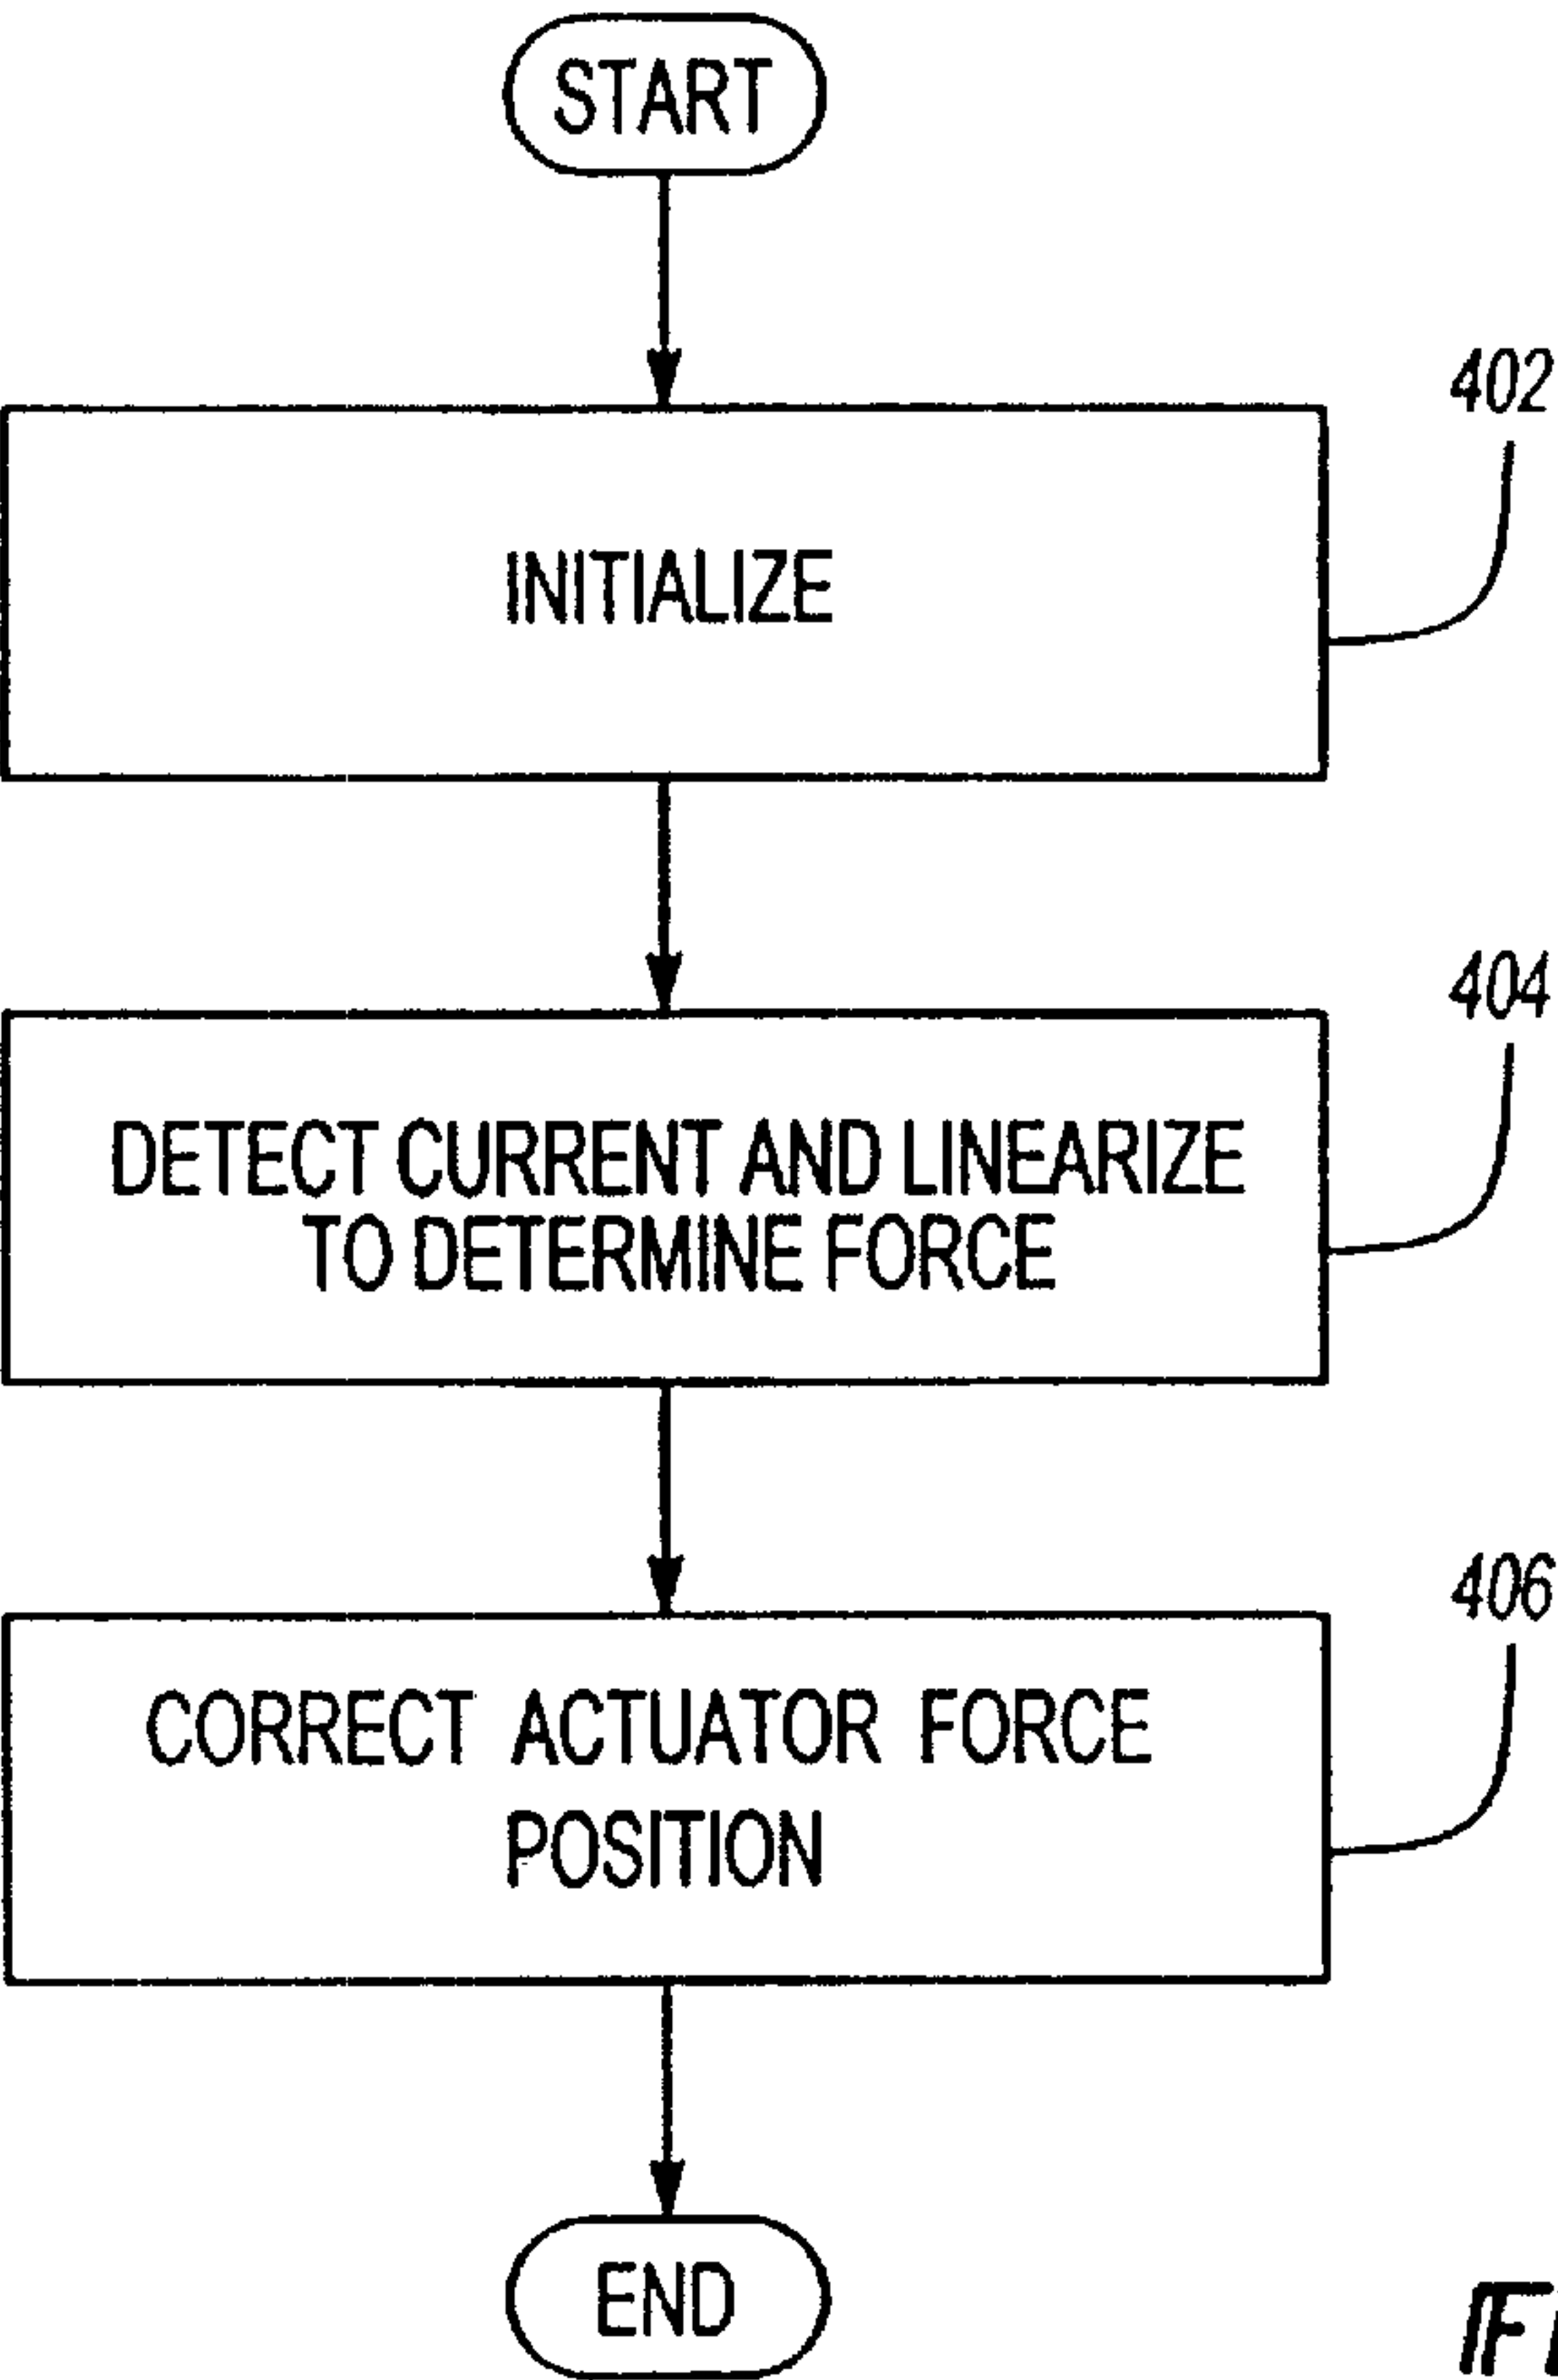 START
402
INITIALIZE
404
DETECT CURRENT AND LINEARIZE
TO DETERMINE FORCE
406
CORRECT ACTUATOR FORCE
POSITION
END